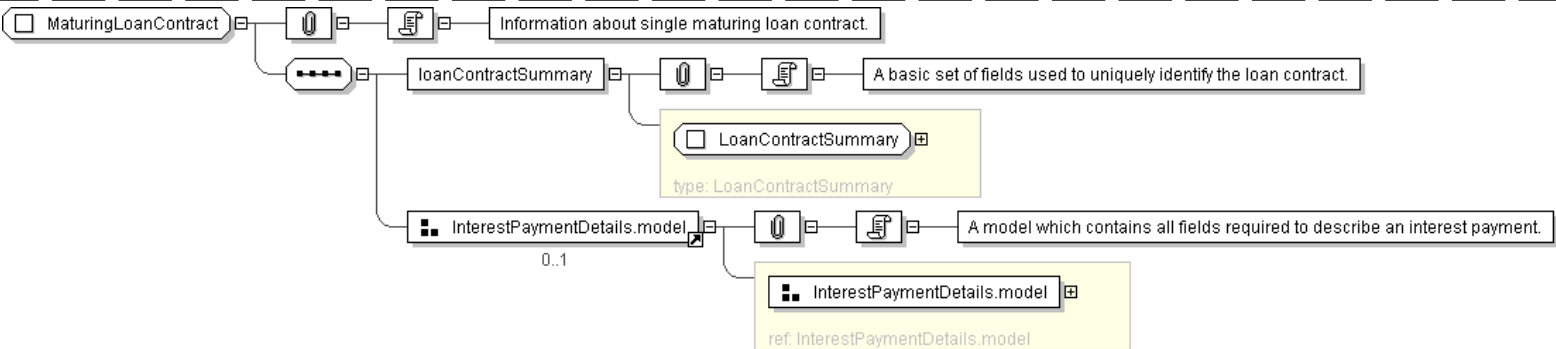 MaturingLoanContract
Information about single maturing loan contract.
loanContractSummary
A basic set of fields used to uniquely identify the loan contract.
LoanContractSummary
type: LoanContractSummary
InterestPaymentDetails.model
A model which contains all fields required to describe an interest payment.
0..1
InterestPaymentDetails.model
ref: InterestPaymentDetails.model